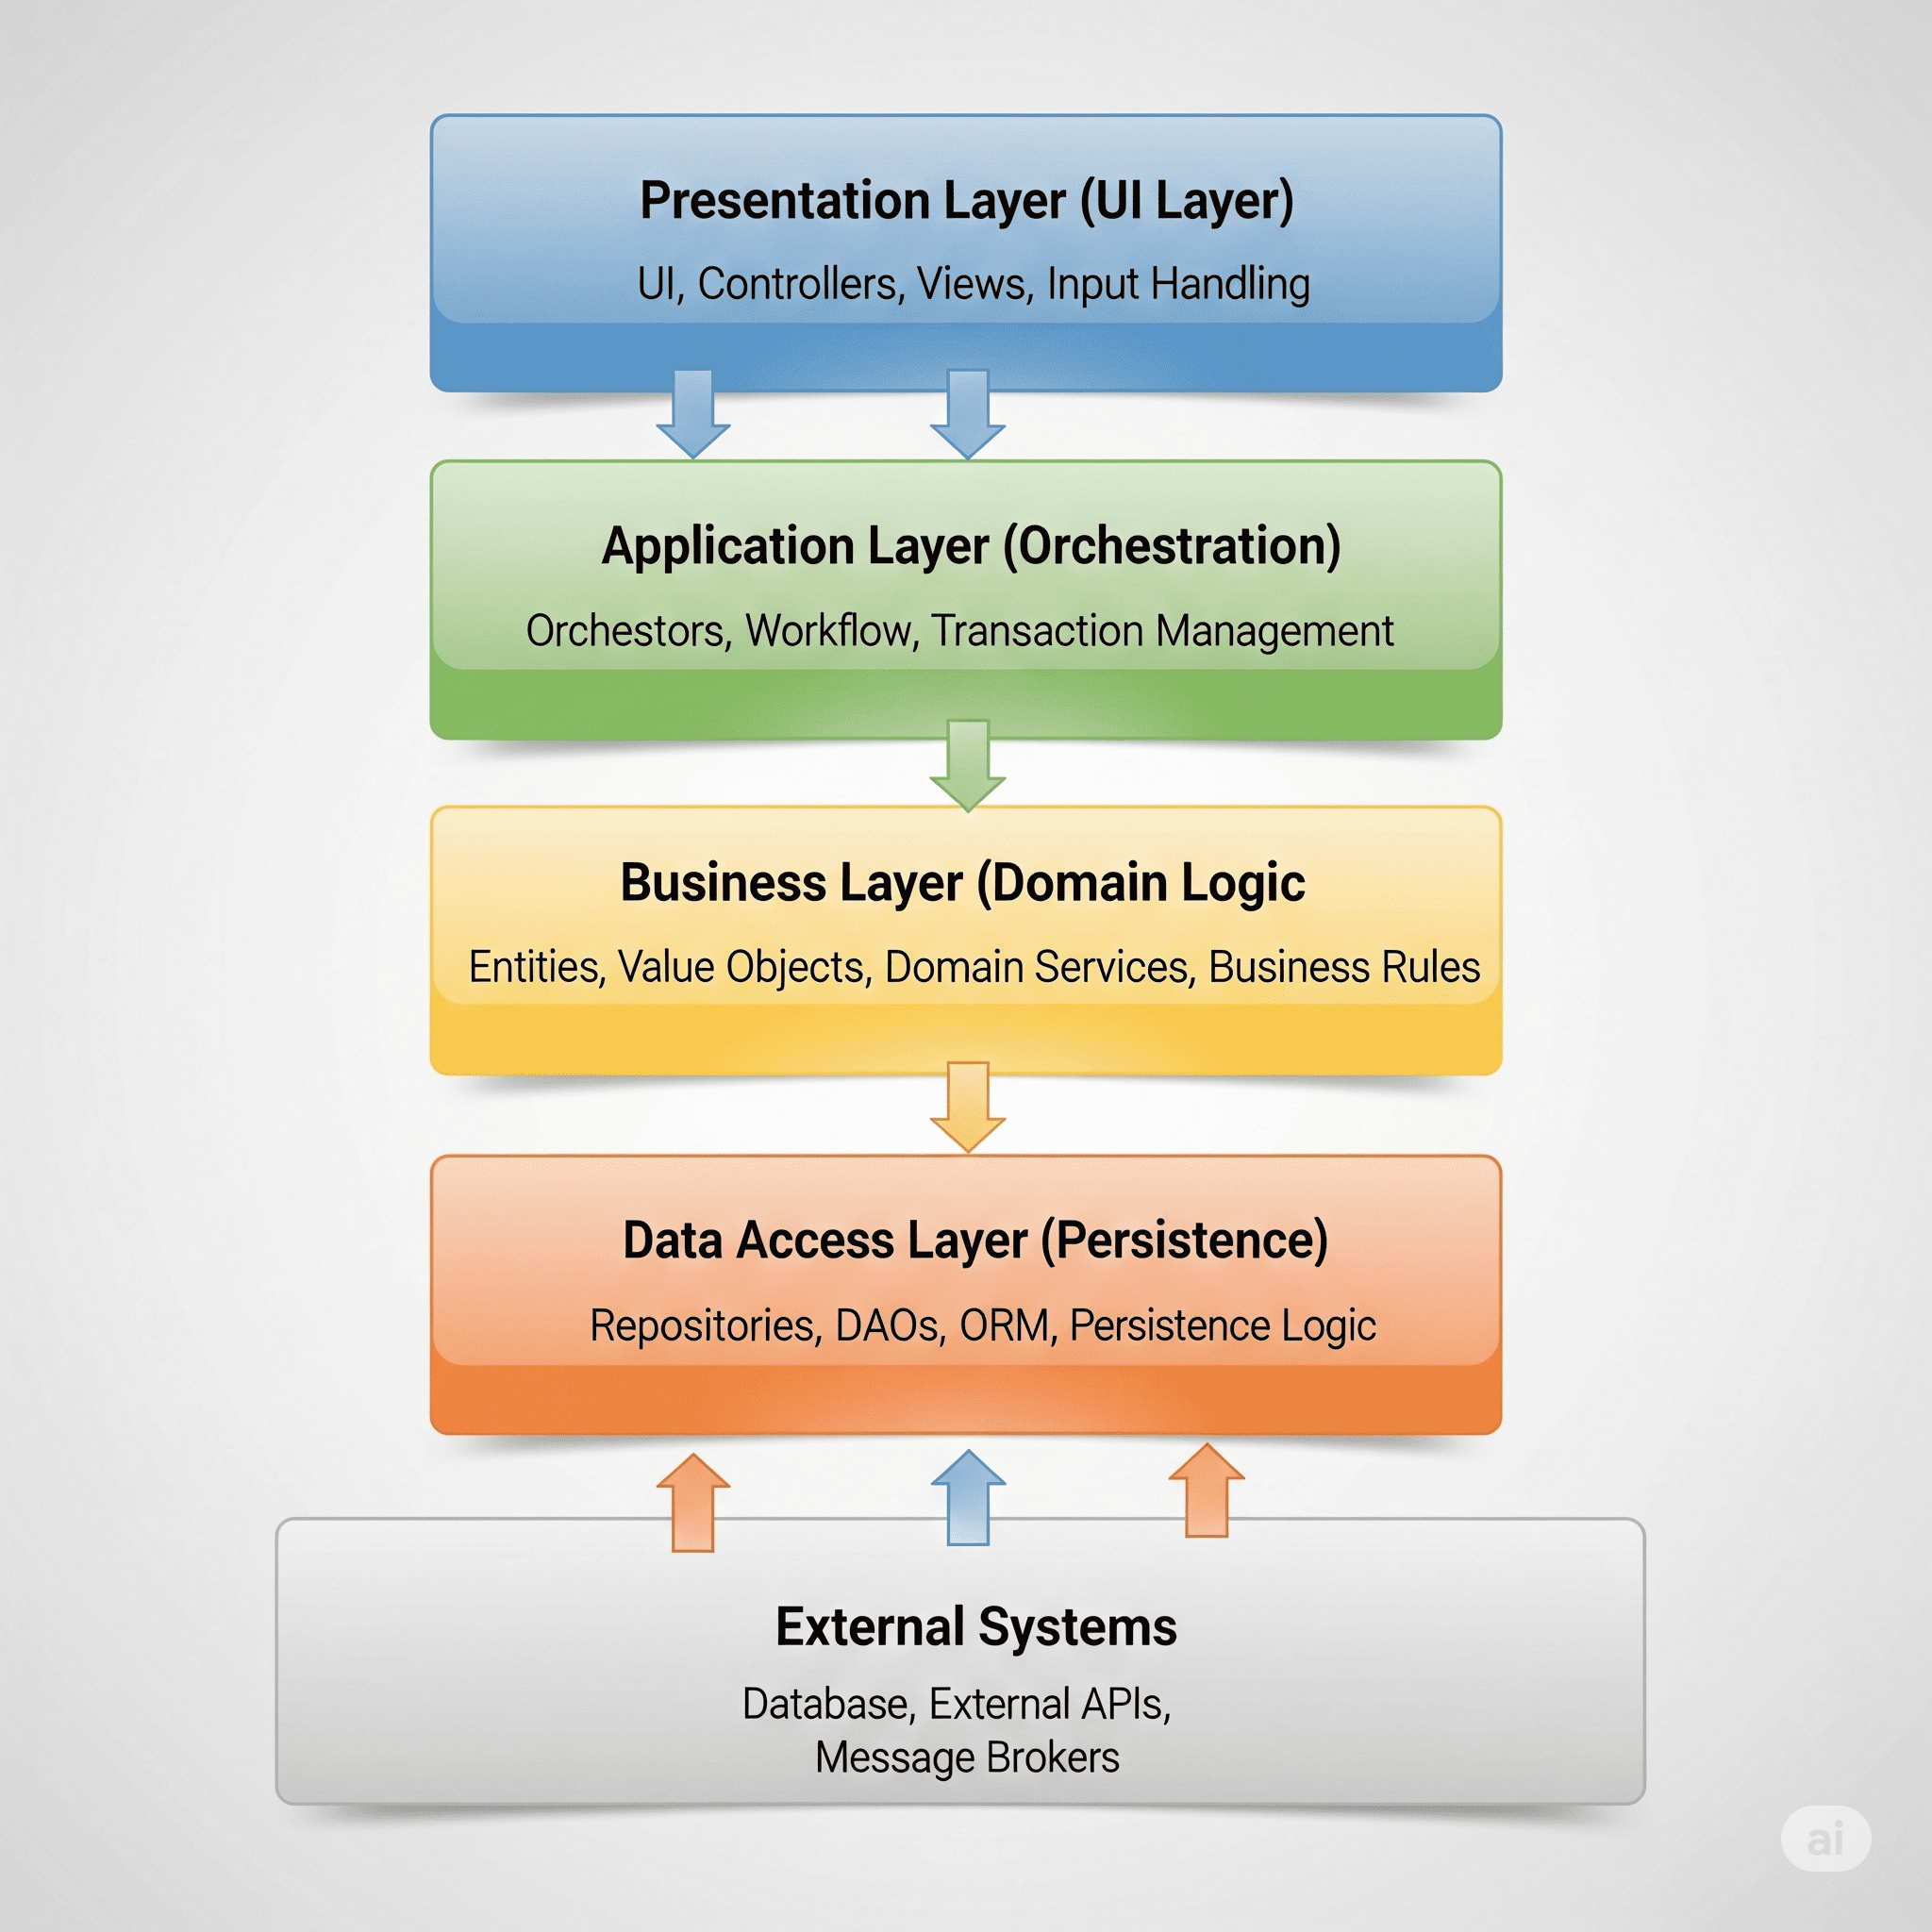 Presentation Layer (UI Layer)
UI, Controllers, Views, Input Handling
Application Layer (Orchestration)
Orchestors, Workflow, Transaction Management
Business Layer (Domain Logic
Entities, Value Objects, Domain Services, Business Rules
Data Access Layer (Persistence)
Repositories, DAOs, ORM, Persistence Logic
External Systems
Database, External APIs,
Message Brokers
ai